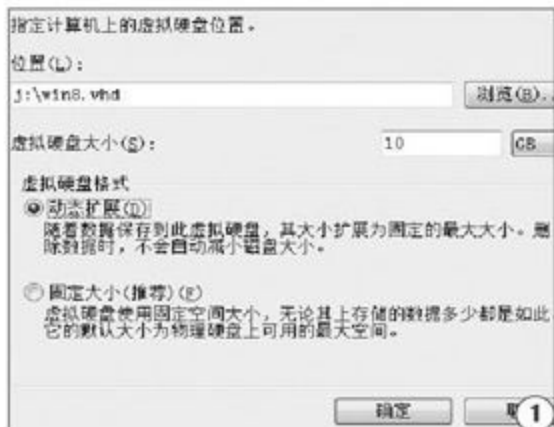 指定计算机上的虚拟硬盘位置。
位置(L)：
j:\win8.vhd
浏览(B)..
虚拟硬盘大小(S)：
10
GB
虚拟硬盘格式
动态扩展(D)
随着数据保存到此虚拟硬盘，其大小扩展为固定的最大大小。删
除数据时，不会自动减小磁盘大小。
固定大小(推荐)(F)
虚拟硬盘使用固定空间大小，无论其上存储的数据多少都是如此
它的默认大小为物理硬盘上可用的最大空间。
确定
1